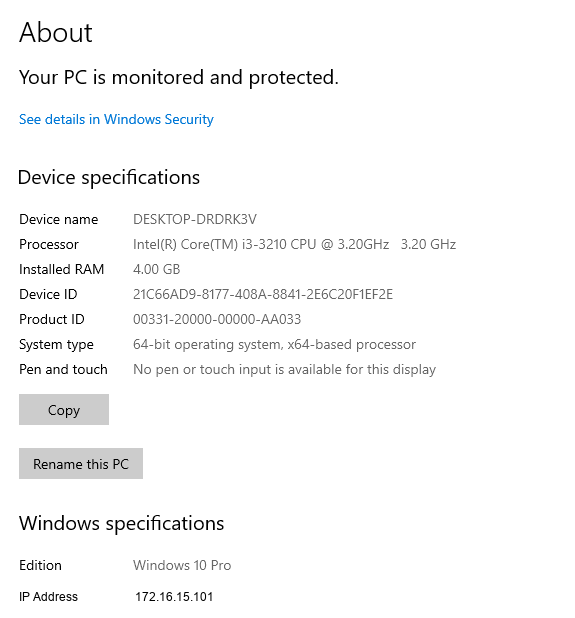 About
Your PC is monitored and protected.
See details in Windows Security
Device specifications
Device name DESKTOP-DRDRK3V
Processor Intel(R) Core(TM) i3-3210 CPU @ 3.20GHz 3.20 GHz
Installed RAM 4.00 GB
Device ID 21C66AD9-8177-408A-8841-2E6C20F1EF2E
Product ID 00331-20000-00000-AA033
System type 64-bit operating system, x64-based processor
Pen and touch No pen or touch input is available for this display
Copy
Rename this PC
Windows specifications
Edition Windows 10 Pro
IP Address 172.16.15.101